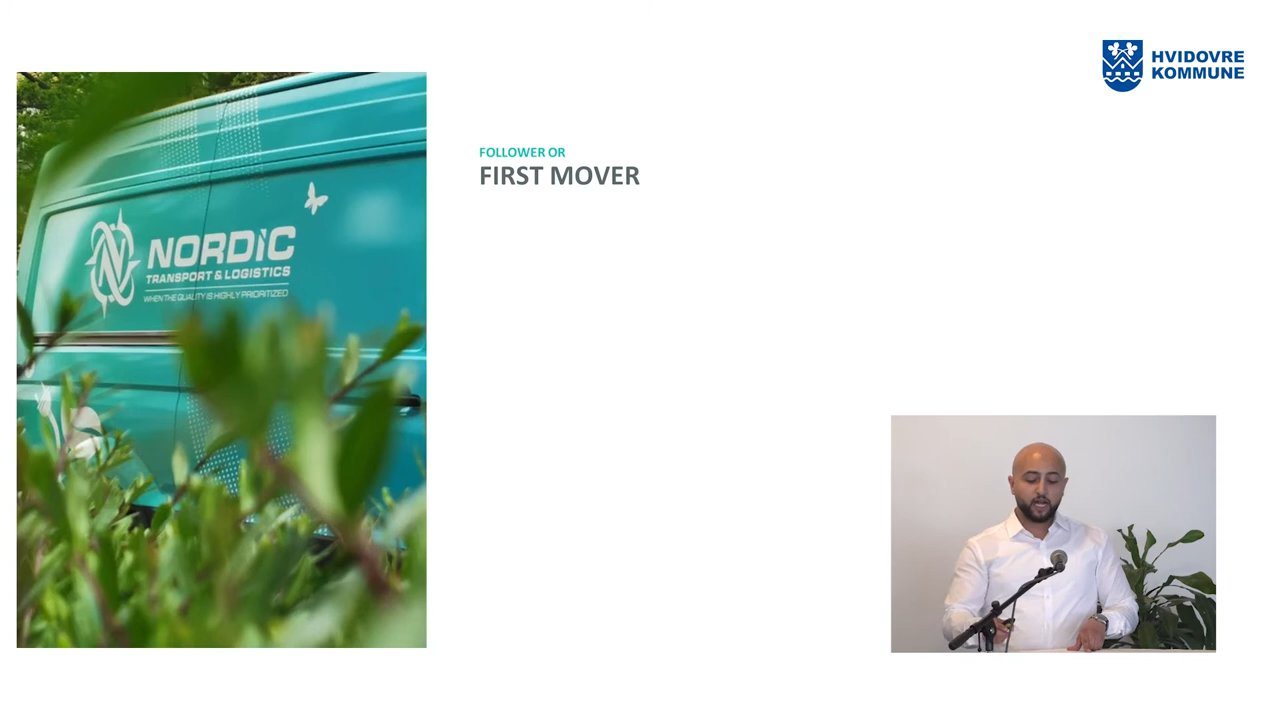 HVIDOVRE
KOMMUNE
FOLLOWER OR
FIRST MOVER
NORDIC
TRANSPORT & LOGISTICS
WHEN THE QUALITY IS HIGHLY PRIORITIZED